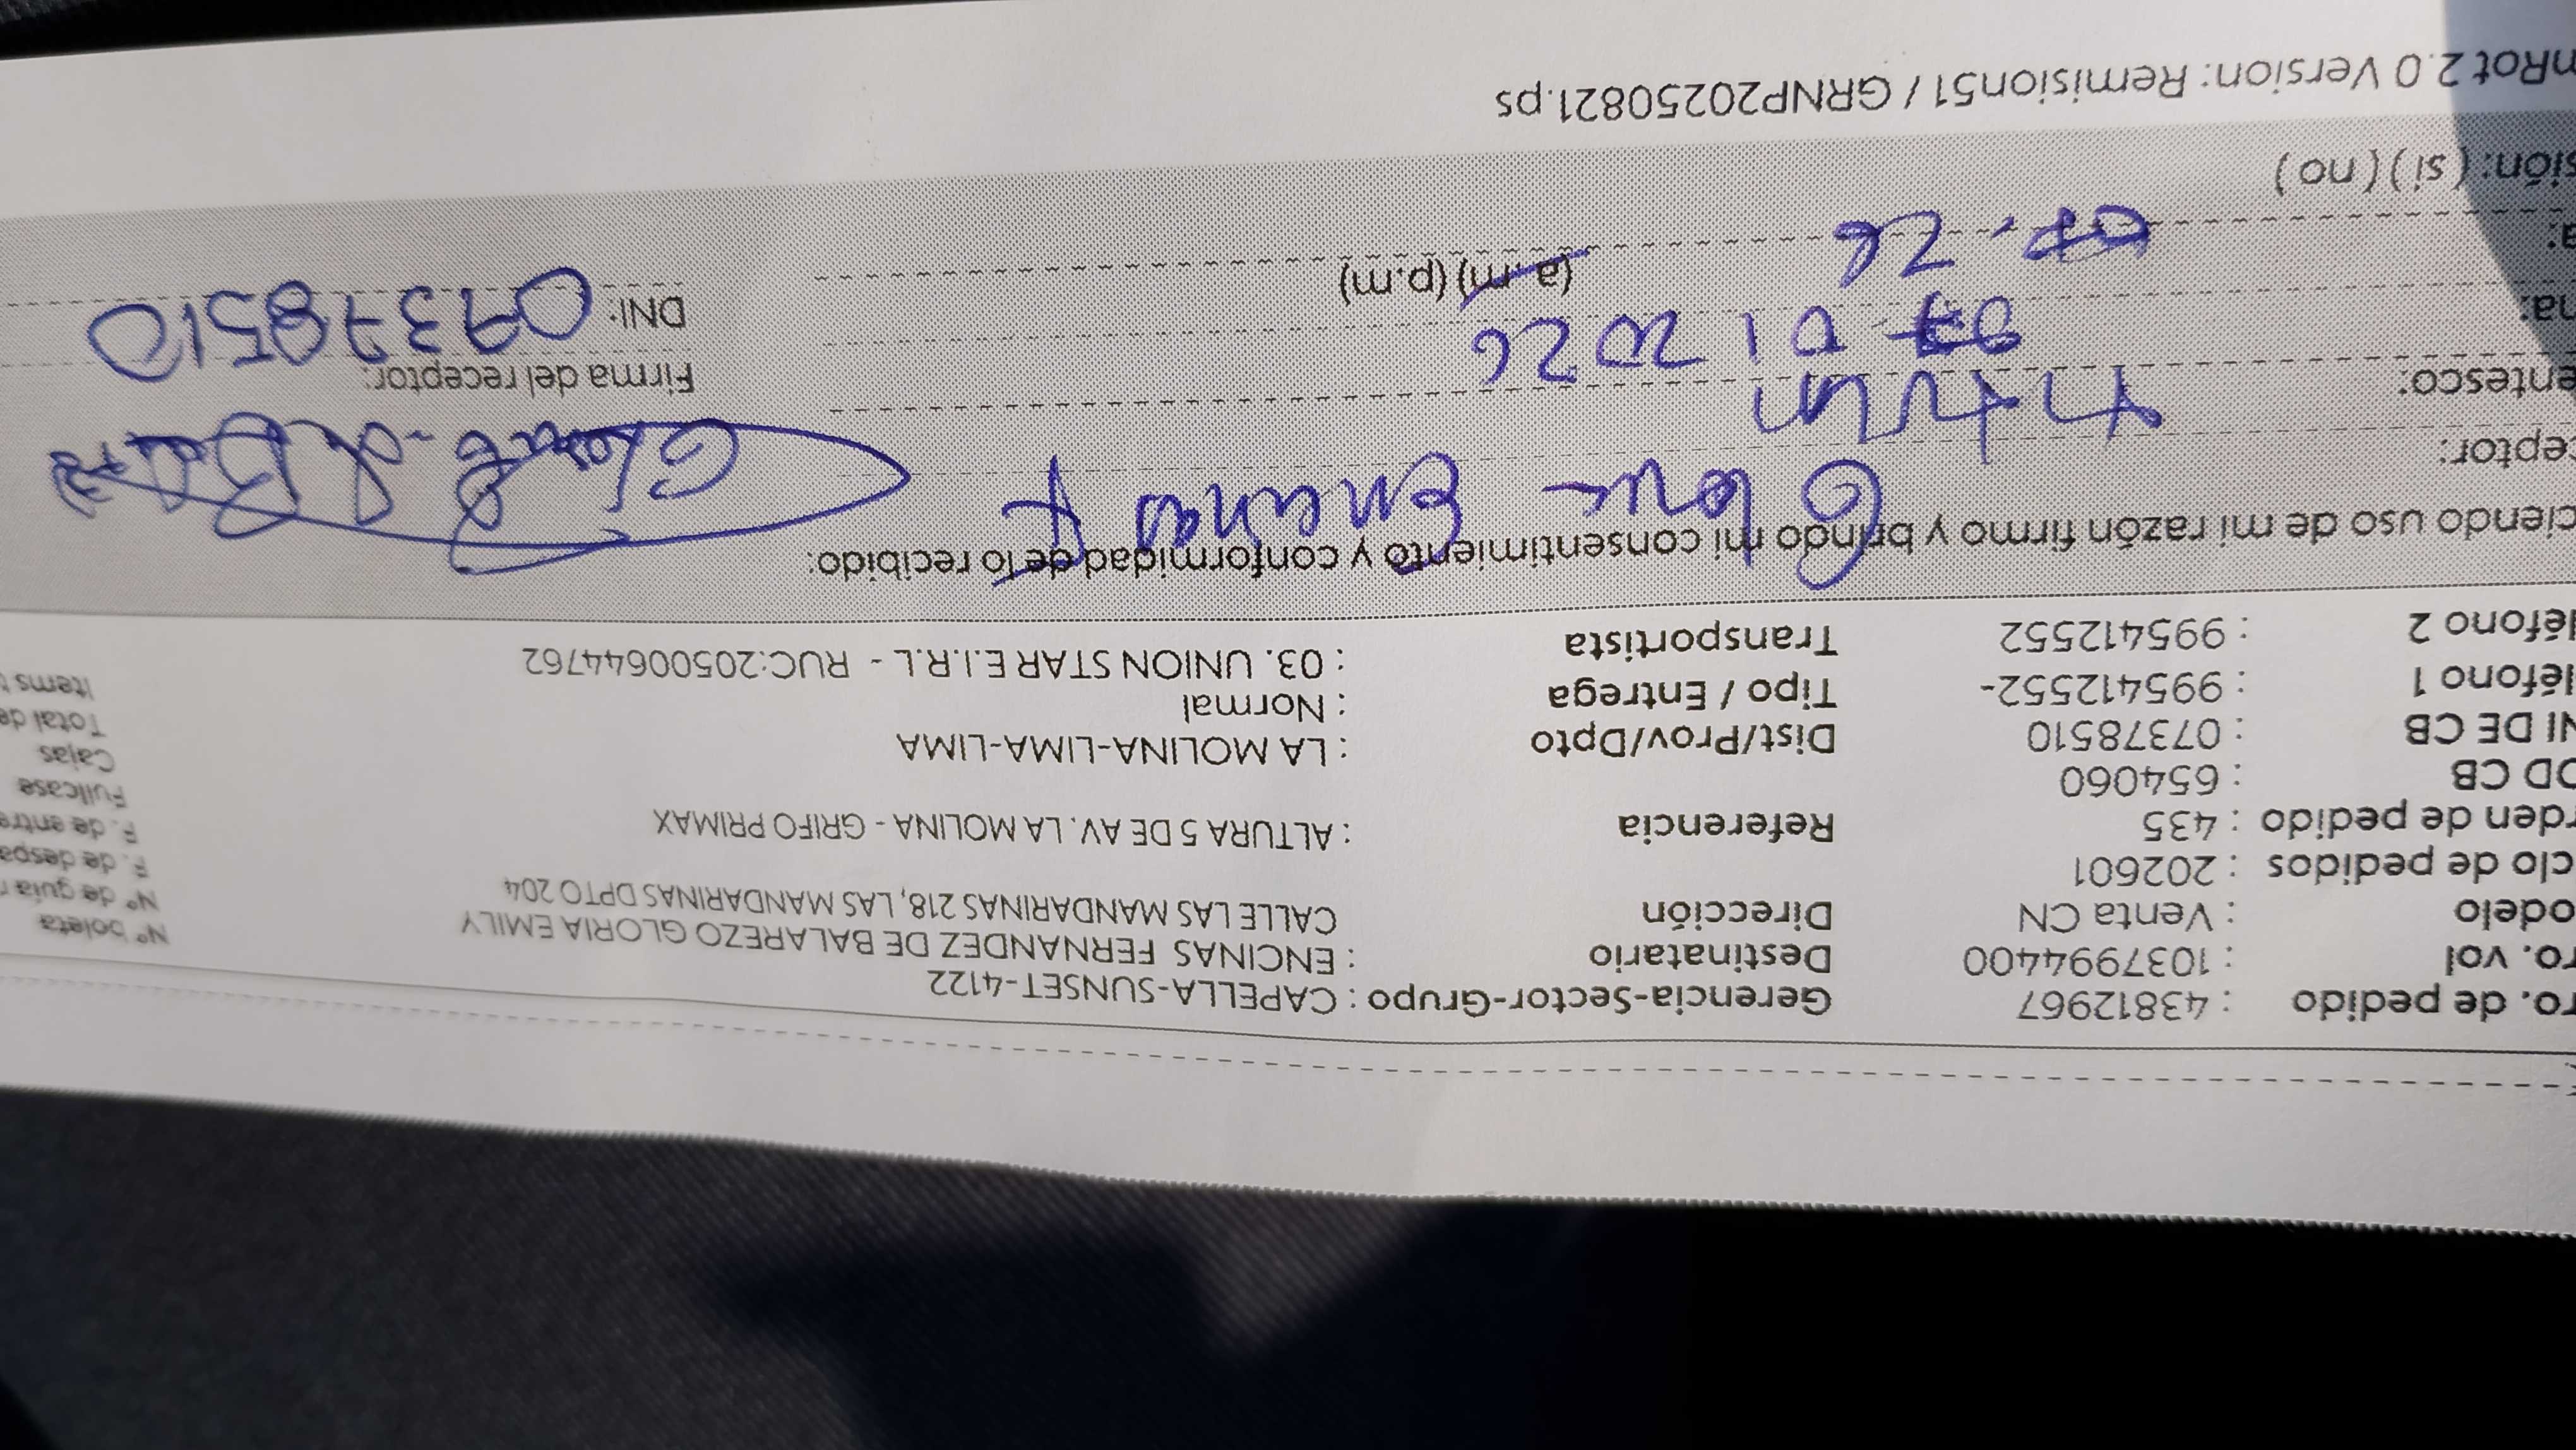 ro. de pedido : 43812967 Gerencia-Sector-Grupo : CAPELLA-SUNSET-4122
ro. vol : 1037994400 Destinatario : ENCINAS FERNANDEZ DE BALAREZO GLORIA EMILY
odelo : Venta CN Dirección CALLE LAS MANDARINAS 218, LAS MANDARINAS DPTO 204
clo de pedidos : 202601
rden de pedido : 435 Referencia : ALTURA 5 DE AV. LA MOLINA - GRIFO PRIMAX
OD CB : 654060
NI DE CB : 07378510 Dist/Prov/Dpto : LA MOLINA-LIMA-LIMA
léfono 1 : 995412552- Tipo / Entrega : Normal
léfono 2 : 995412552 Transportista : 03. UNION STAR E.I.R.L - RUC:20500644762
Nº boleta
Nº de guia
F. de despa
F. de entre
Fullcase
Cajas
Total de
Items
ciendo uso de mi razón firmo y brindo mi consentimiento y conformidad de lo recibido:
ceptor: Encinas F
entesco: Titular
Firma del receptor:
ha: 01 2026
DNI: 07378510
a: 26 (a.m) (p.m)
sión: ( si ) ( no )
nRot 2.0 Version: Remision51 / GRNP20250821.ps